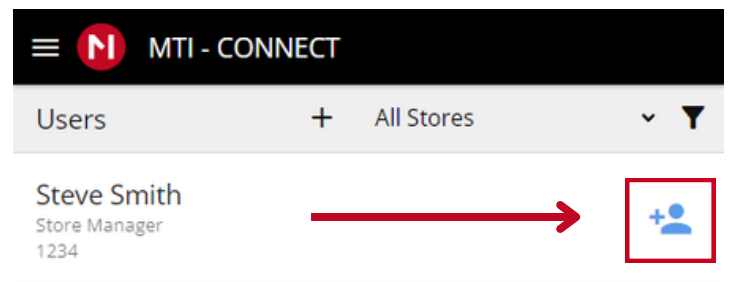 MTI - CONNECT
Users + All Stores
Steve Smith
Store Manager
1234